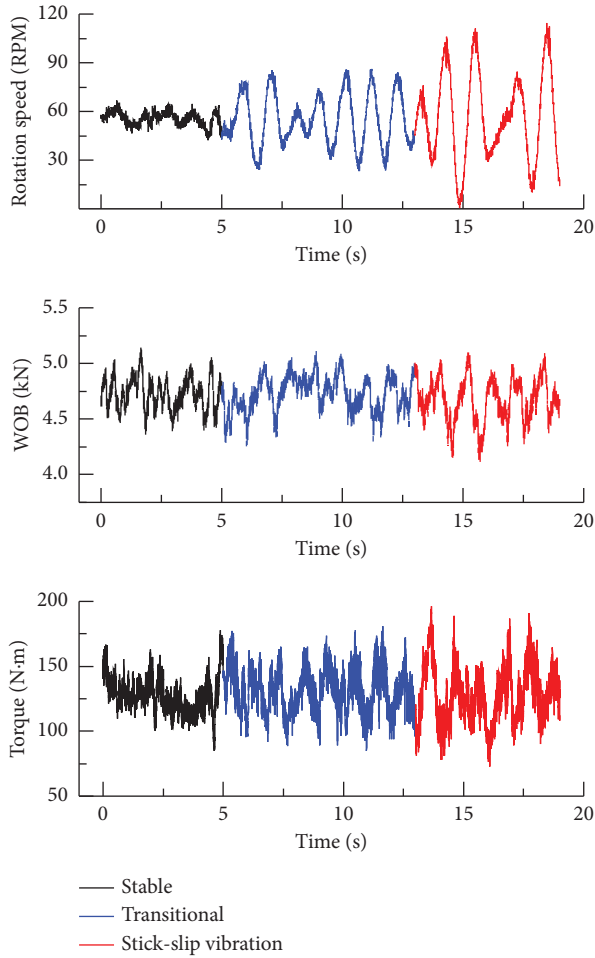 120
90
60
30
Rotation speed (RPM)
0 5 10 15 20
Time (s)
5.5
5.0
4.5
4.0
WOB (kN)
0 5 10 15 20
Time (s)
200
150
100
50
Torque (N·m)
0 5 10 15 20
Time (s)
Stable
Transitional
Stick-slip vibration